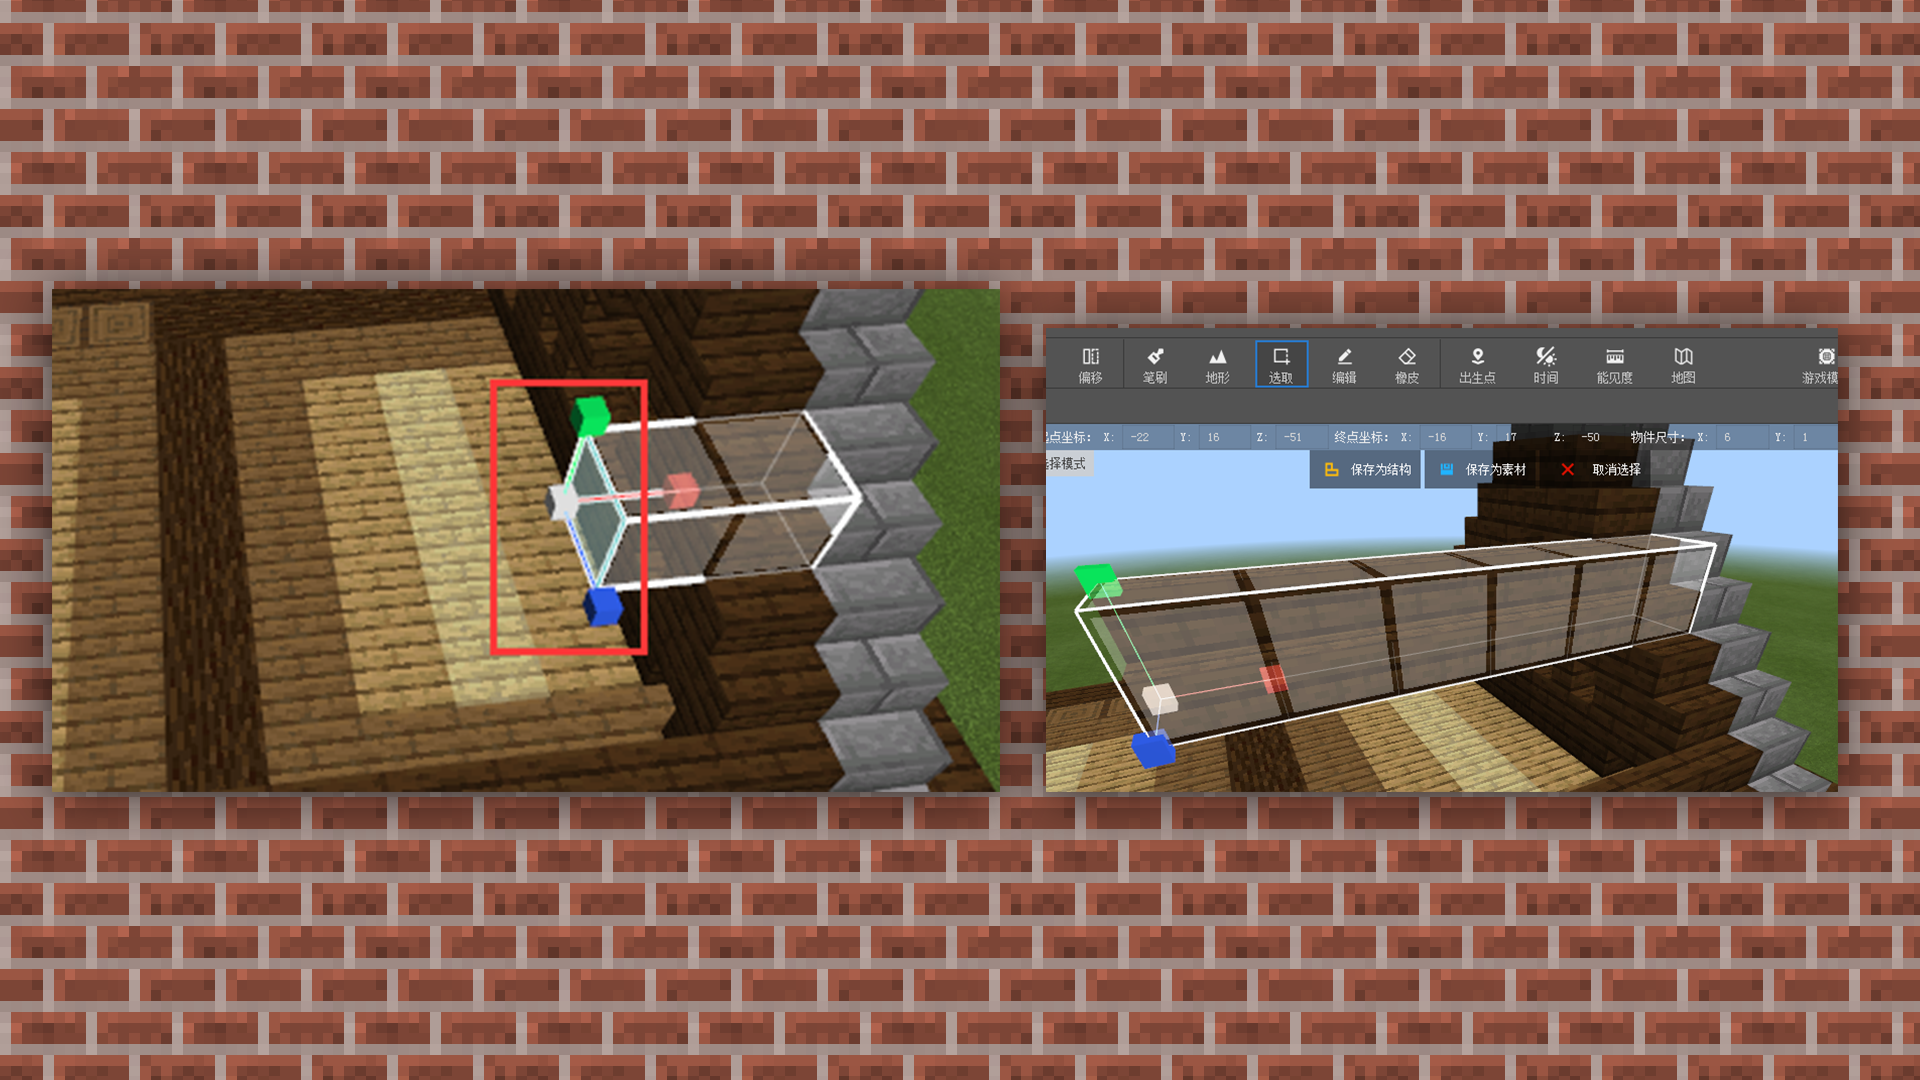 偏移 笔刷 地形 选取 编辑 橡皮 出生点 时间 能见度 地图 游戏模
起点坐标: X: -22 Y: 16 Z: -51 终点坐标: X: -16 Y: 17 Z: -50 物件尺寸: X: 6 Y: 1
选择模式 保存为结构 保存为素材 取消选择